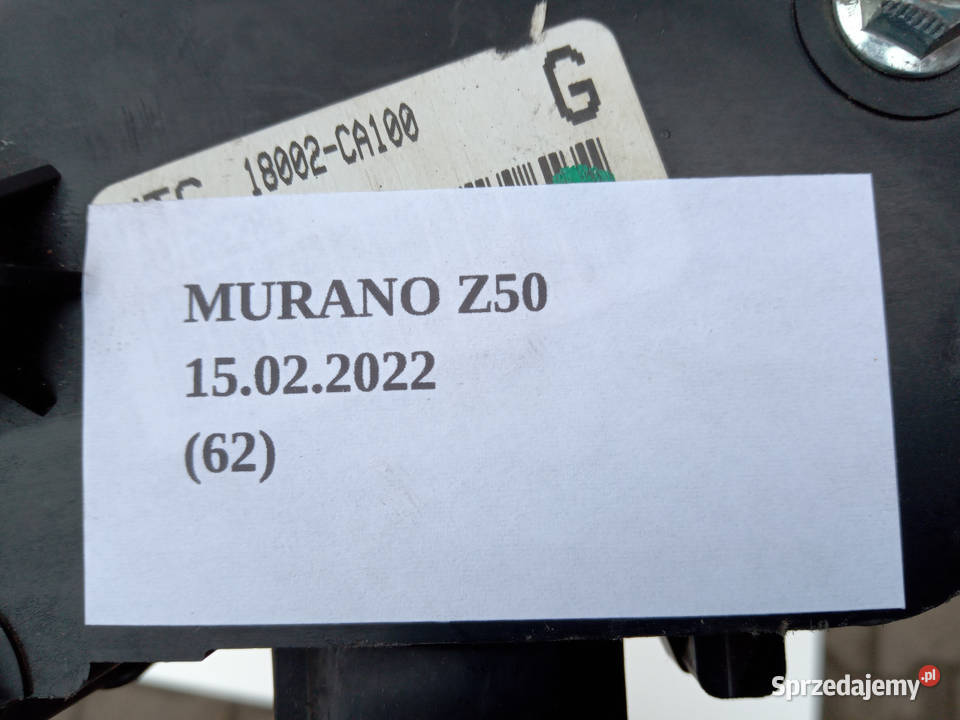 G
18002-CA100
MURANO Z50
15.02.2022
(62)
Sprzedajemy.pl